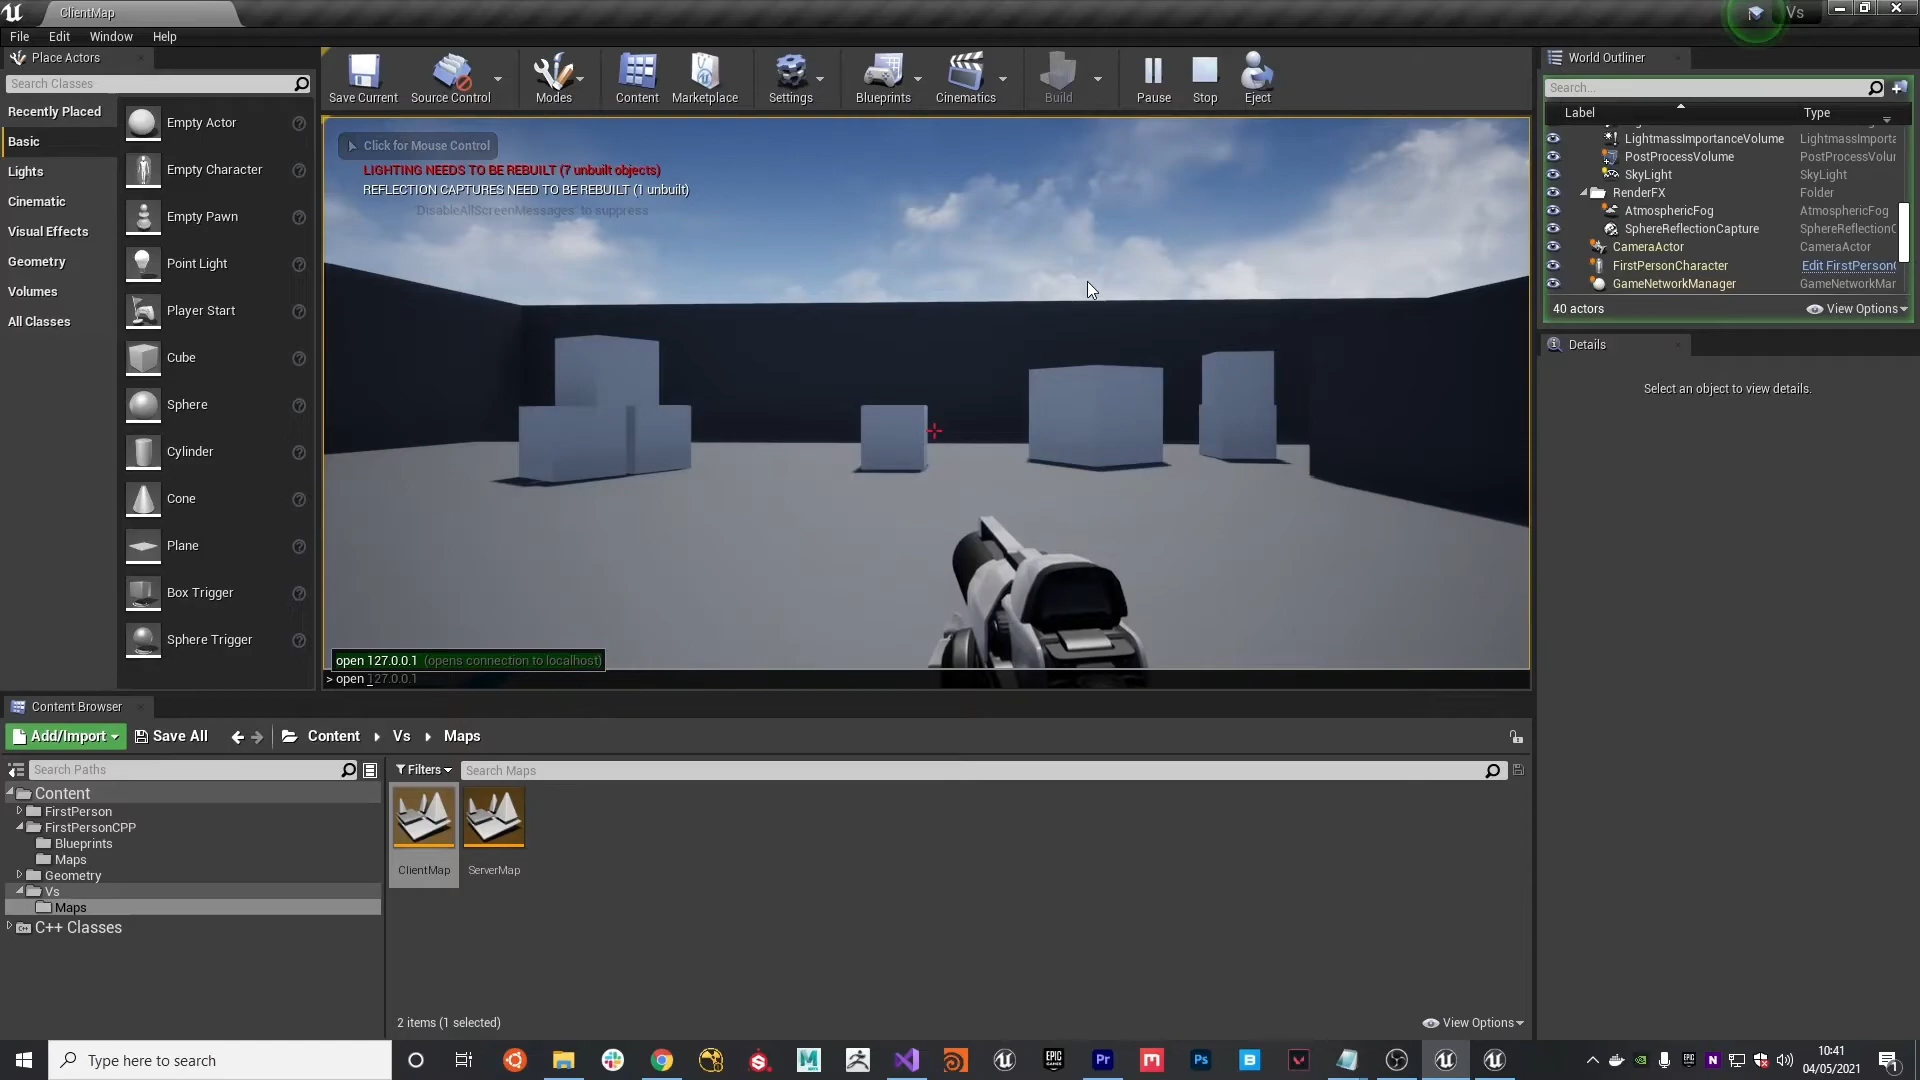 ClientMap
Vs
File
Edit
Window
Help
Place Actors
Search Classes
Recently Placed
Basic
Lights
Cinematic
Visual Effects
Geometry
Volumes
All Classes
Empty Actor
Empty Character
Empty Pawn
Point Light
Player Start
Cube
Sphere
Cylinder
Cone
Plane
Box Trigger
Sphere Trigger
Save Current
Source Control
Modes
Content
Marketplace
Settings
Blueprints
Cinematics
Build
Pause
Stop
Eject
Click for Mouse Control
LIGHTING NEEDS TO BE REBUILT (7 unbuilt objects)
REFLECTION CAPTURES NEED TO BE REBUILT (1 unbuilt)
'DisableAllScreenMessages' to suppress
open 127.0.0.1 (opens connection to localhost)
> open 127.0.0.1
World Outliner
Search...
Label Type
LightmassImportanceVolume LightmassImporta
PostProcessVolume PostProcessVolur
SkyLight SkyLight
RenderFX Folder
AtmosphericFog AtmosphericFog
SphereReflectionCapture SphereReflectionC
CameraActor CameraActor
FirstPersonCharacter Edit FirstPersonC
GameNetworkManager GameNetworkMar
40 actors
View Options
Details
Select an object to view details.
Content Browser
Add/Import
Save All
Content
Vs
Maps
Search Paths
Filters
Search Maps
Content
FirstPerson
FirstPersonCPP
Blueprints
Maps
Geometry
Vs
Maps
C++ Classes
ClientMap
ServerMap
2 items (1 selected)
View Options
Type here to search
10:41
04/05/2021